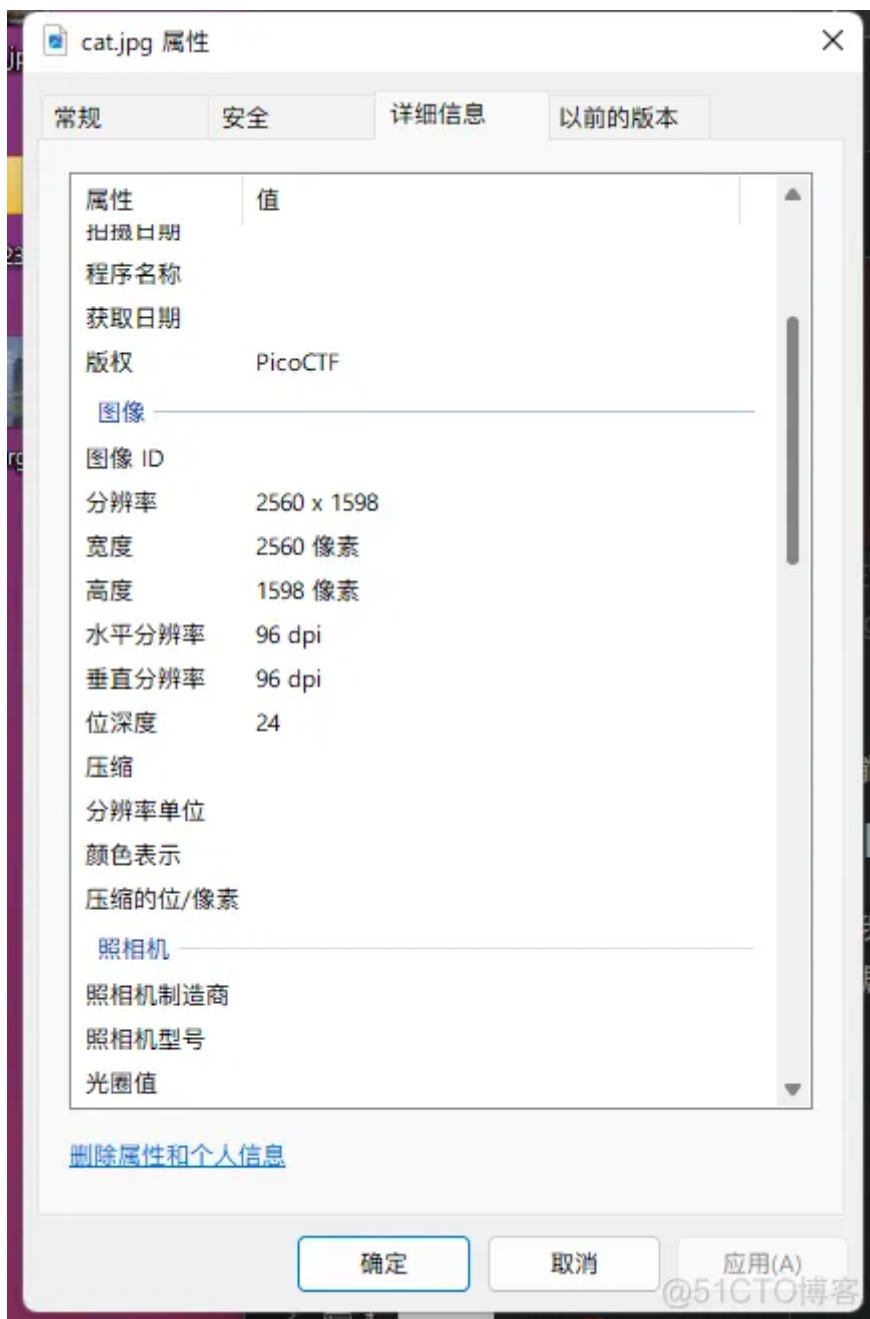 cat.jpg 属性
常规 安全 详细信息 以前的版本
属性 值
拍摄日期
程序名称
获取日期
版权 PicoCTF
图像
图像 ID
分辨率 2560 x 1598
宽度 2560 像素
高度 1598 像素
水平分辨率 96 dpi
垂直分辨率 96 dpi
位深度 24
压缩
分辨率单位
颜色表示
压缩的位/像素
照相机
照相机制造商
照相机型号
光圈值
删除属性和个人信息
确定 取消 应用(A)
@51CTO博客